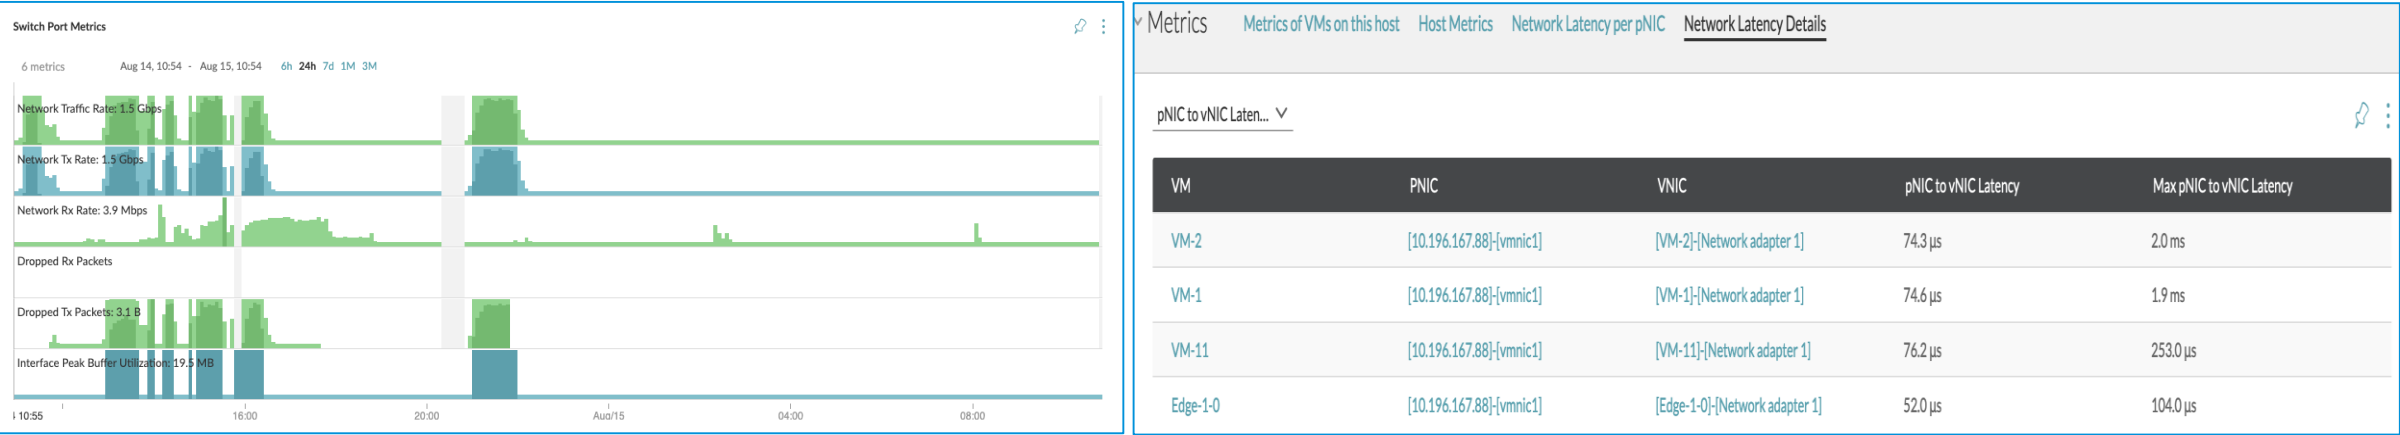 Switch Port Metrics
6 metrics Aug 14, 10:54 - Aug 15, 10:54 6h 24h 7d 1M 3M
Network Traffic Rate: 1.5 Gbps
Network Tx Rate: 1.5 Gbps
Network Rx Rate: 3.9 Mbps
Dropped Rx Packets
Dropped Tx Packets: 3.1 B
Interface Peak Buffer Utilization: 19.5 MB
10:55 16:00 20:00 Aug/15 04:00 08:00
Metrics Metrics of VMs on this host Host Metrics Network Latency per pNIC Network Latency Details
pNIC to vNIC Laten...
VM PNIC VNIC pNIC to vNIC Latency Max pNIC to vNIC Latency
VM-2 [10.196.167.88]-[vmnic1] [VM-2]-[Network adapter 1] 74.3 µs 2.0 ms
VM-1 [10.196.167.88]-[vmnic1] [VM-1]-[Network adapter 1] 74.6 µs 1.9 ms
VM-11 [10.196.167.88]-[vmnic1] [VM-11]-[Network adapter 1] 76.2 µs 253.0 µs
Edge-1-0 [10.196.167.88]-[vmnic1] [Edge-1-0]-[Network adapter 1] 52.0 µs 104.0 µs